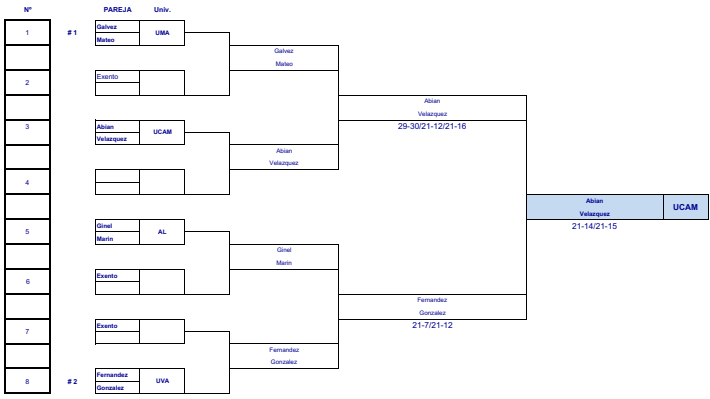 Nº PAREJA Univ.
1 # 1 Galvez UMA
Mateo
Galvez
Mateo
2 Exento
Abian
Velazquez
3 Abian UCAM 29-30/21-12/21-16
Velazquez
Abian
Velazquez
4
Abian UCAM
Velazquez
5 Ginel AL 21-14/21-15
Marin
Ginel
Marin
6 Exento
Fernandez
Gonzalez
7 Exento 21-7/21-12
Fernandez
Gonzalez
8 # 2 Fernandez UVA
Gonzalez